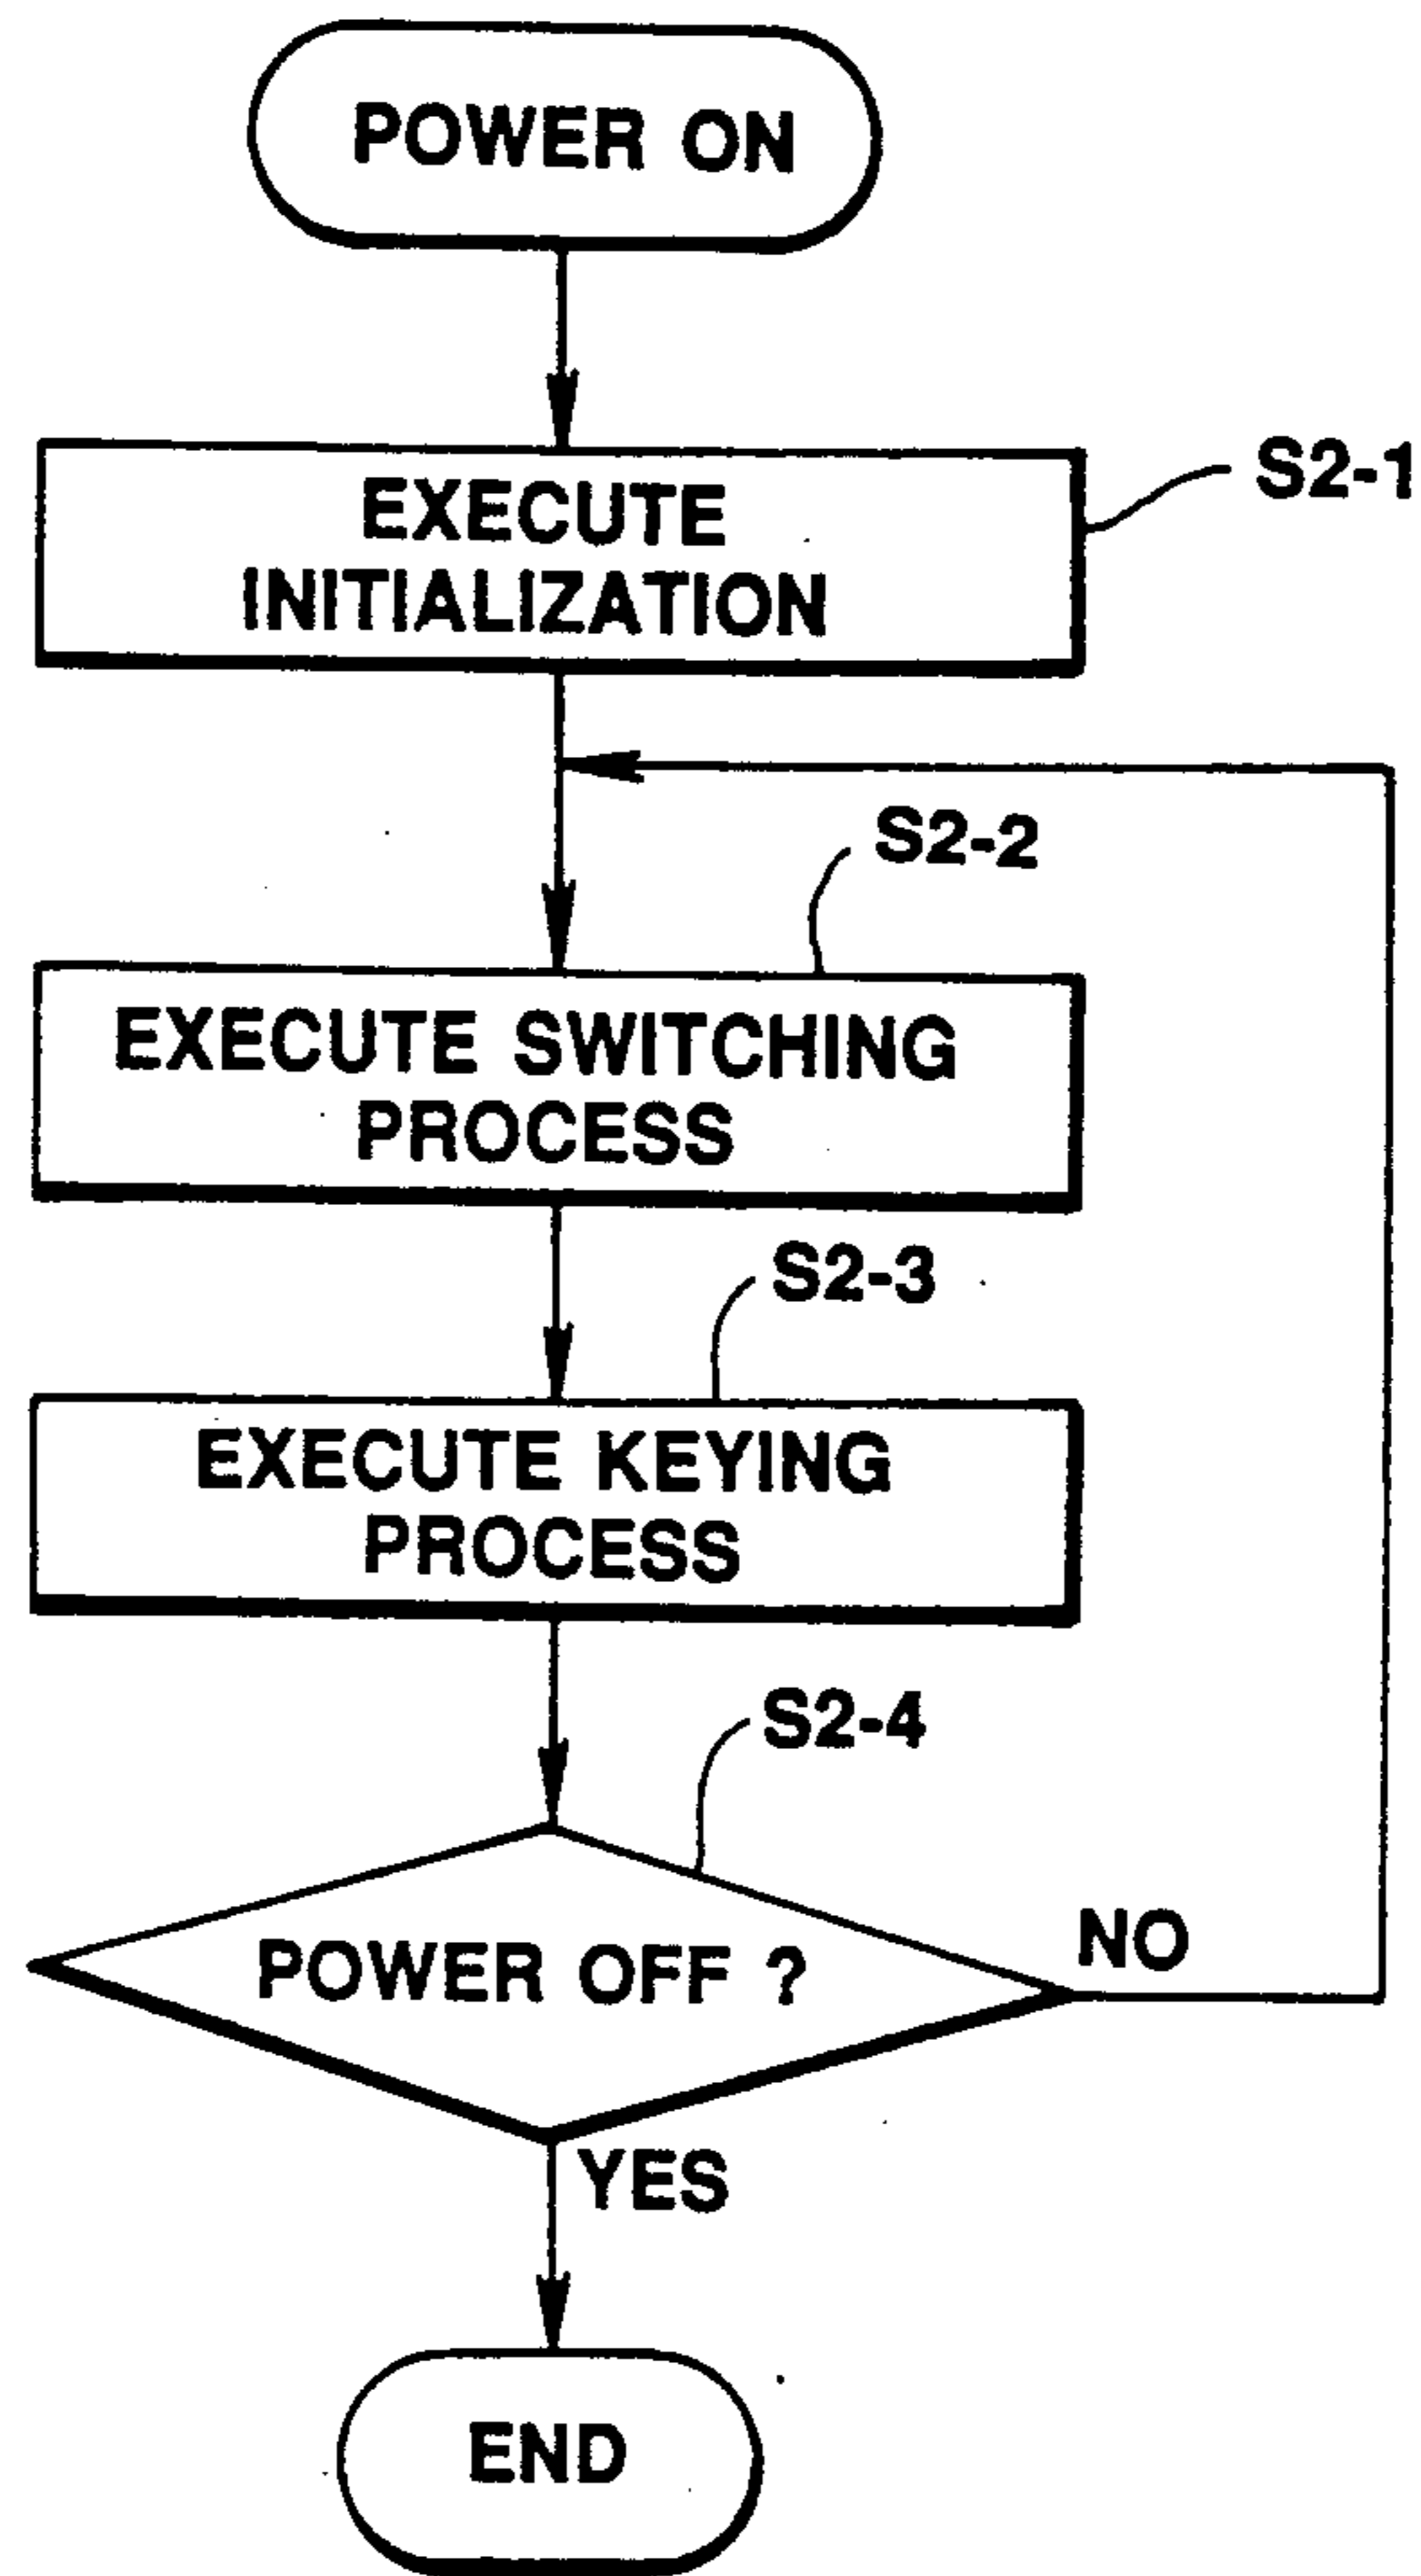 POWER ON
EXECUTE
INITIALIZATION
S2-1
S2-2
EXECUTE SWITCHING
PROCESS
S2-3
EXECUTE KEYING
PROCESS
S2-4
POWER OFF ?
NO
YES
END